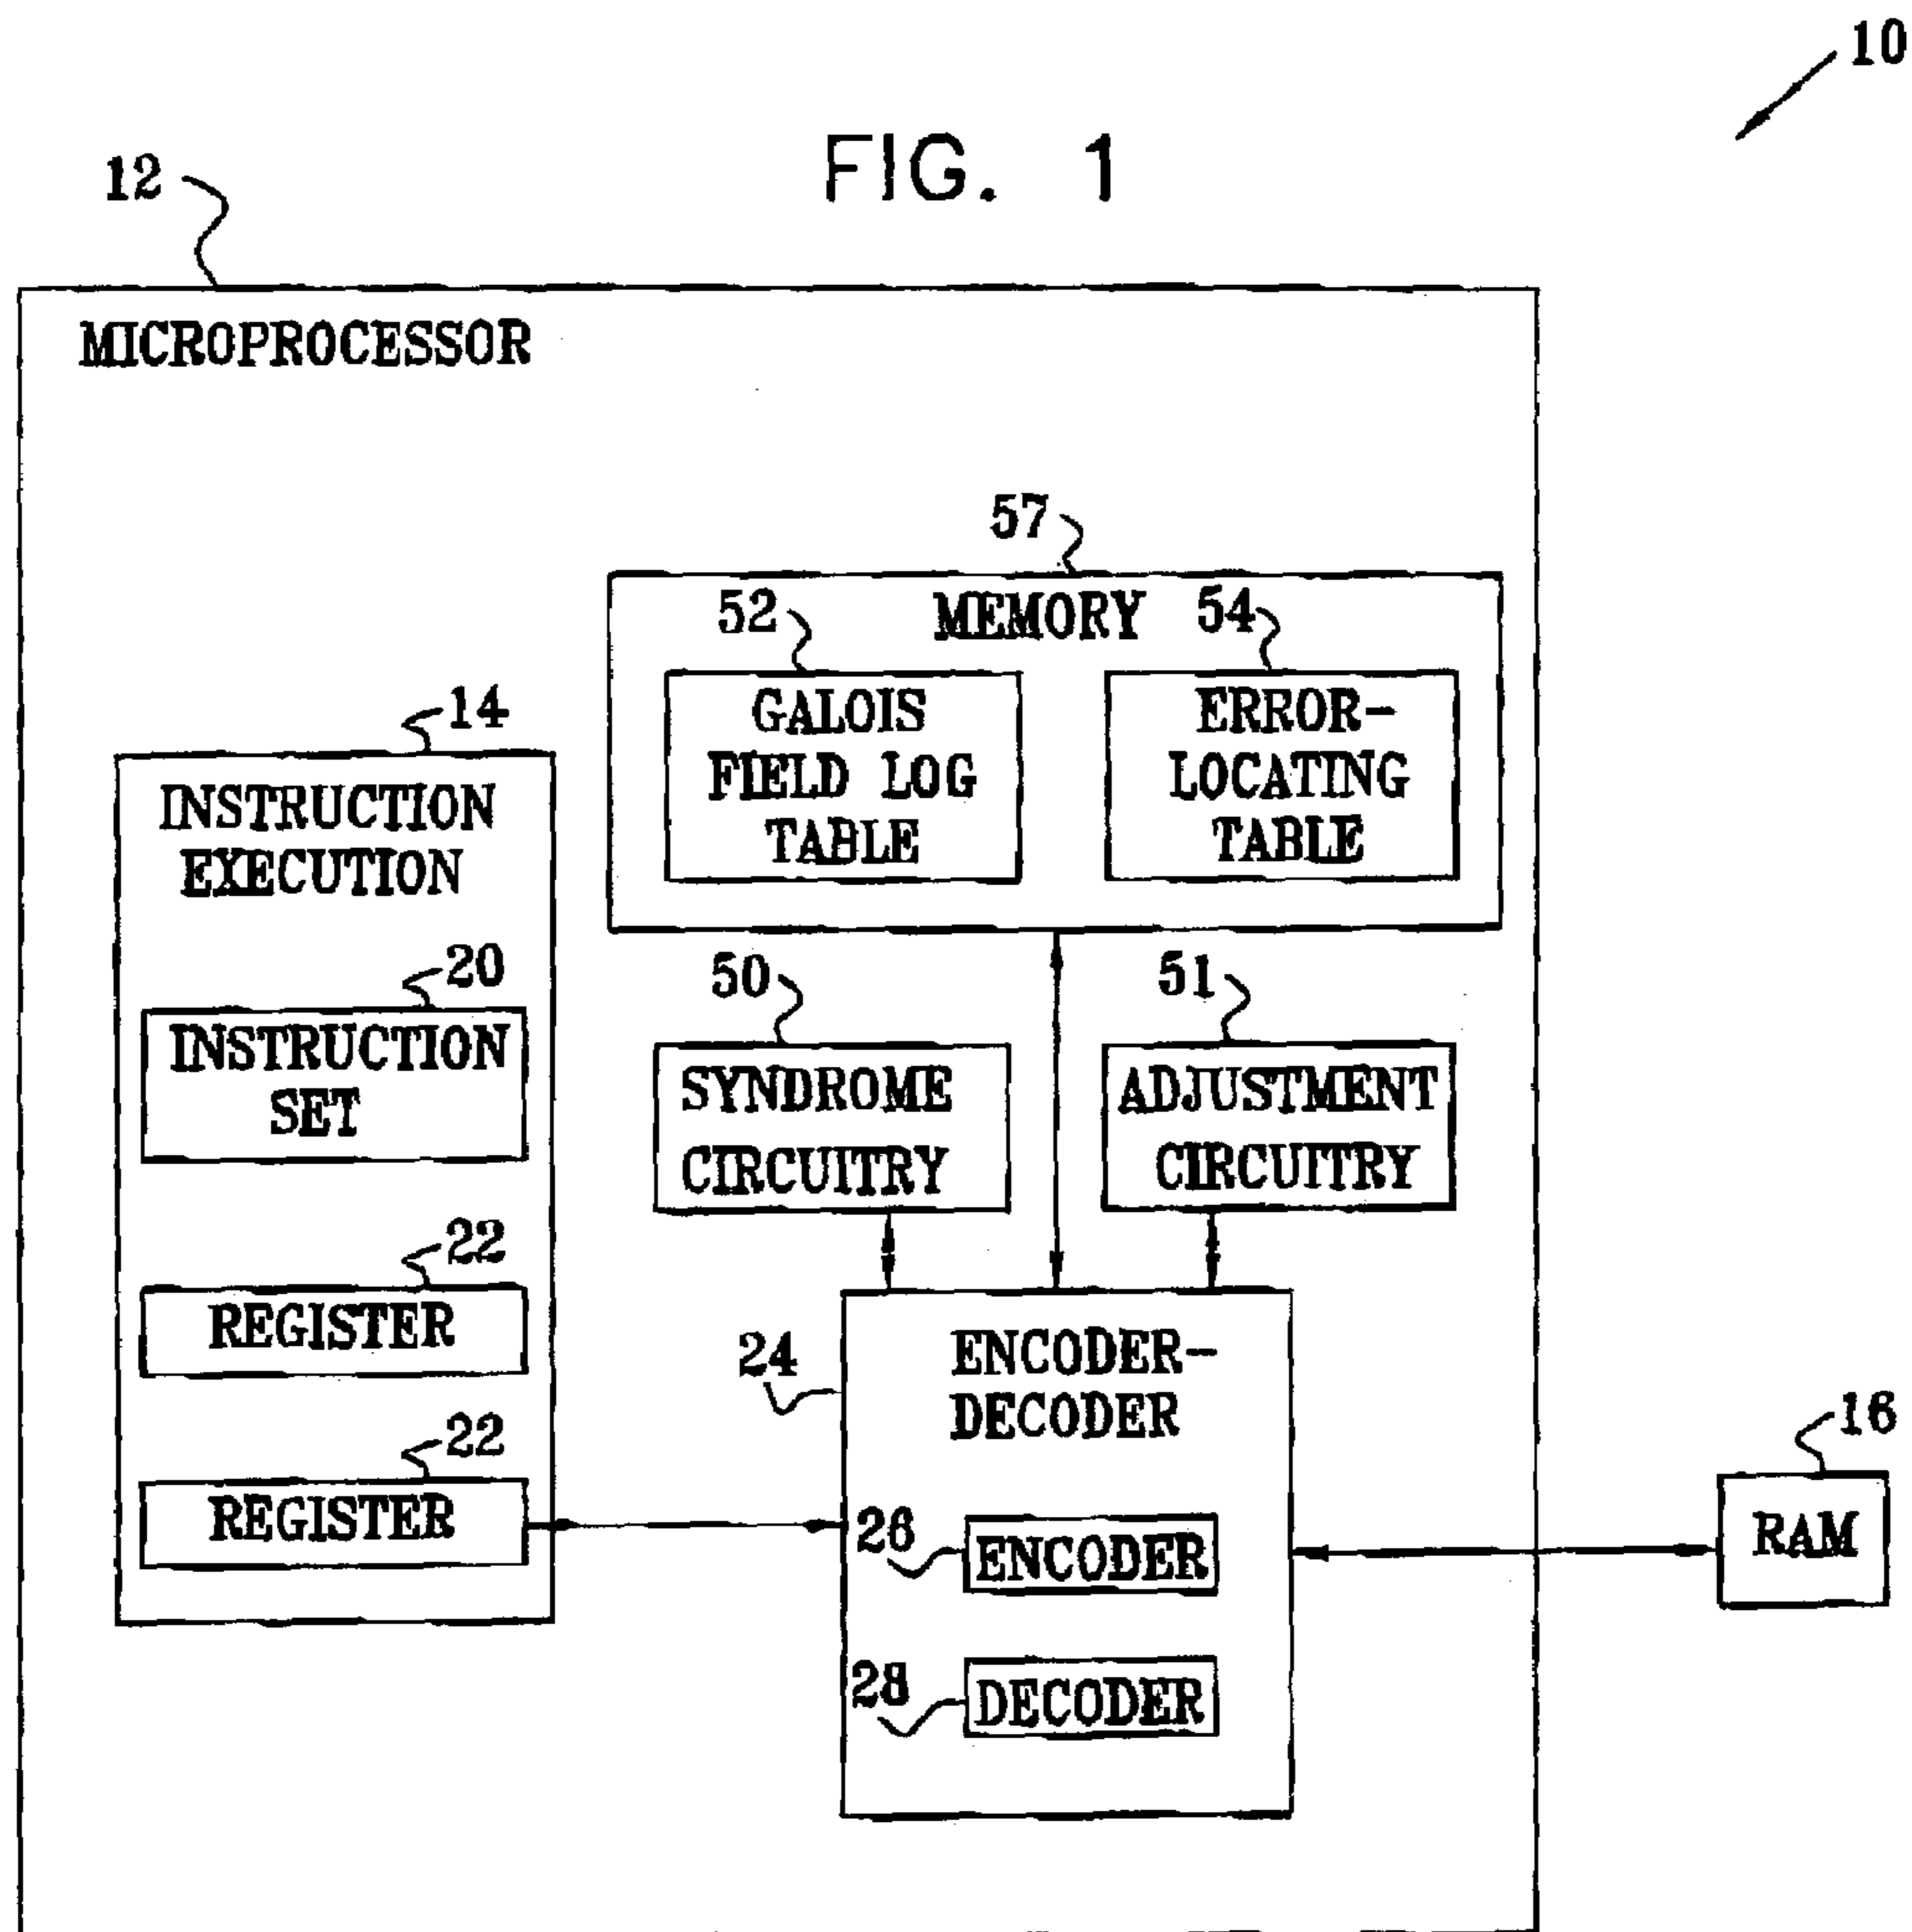 10
FIG. 1
12
MICROPROCESSOR
57
52
MEMORY
54
GALOIS
FIELD LOG
TABLE
ERROR-
LOCATING
TABLE
14
INSTRUCTION
EXECUTION
20
INSTRUCTION
SET
50
51
SYNDROME
CIRCUITRY
ADJUSTMENT
CIRCUITRY
22
REGISTER
22
REGISTER
24
ENCODER-
DECODER
26
ENCODER
28
DECODER
16
RAM